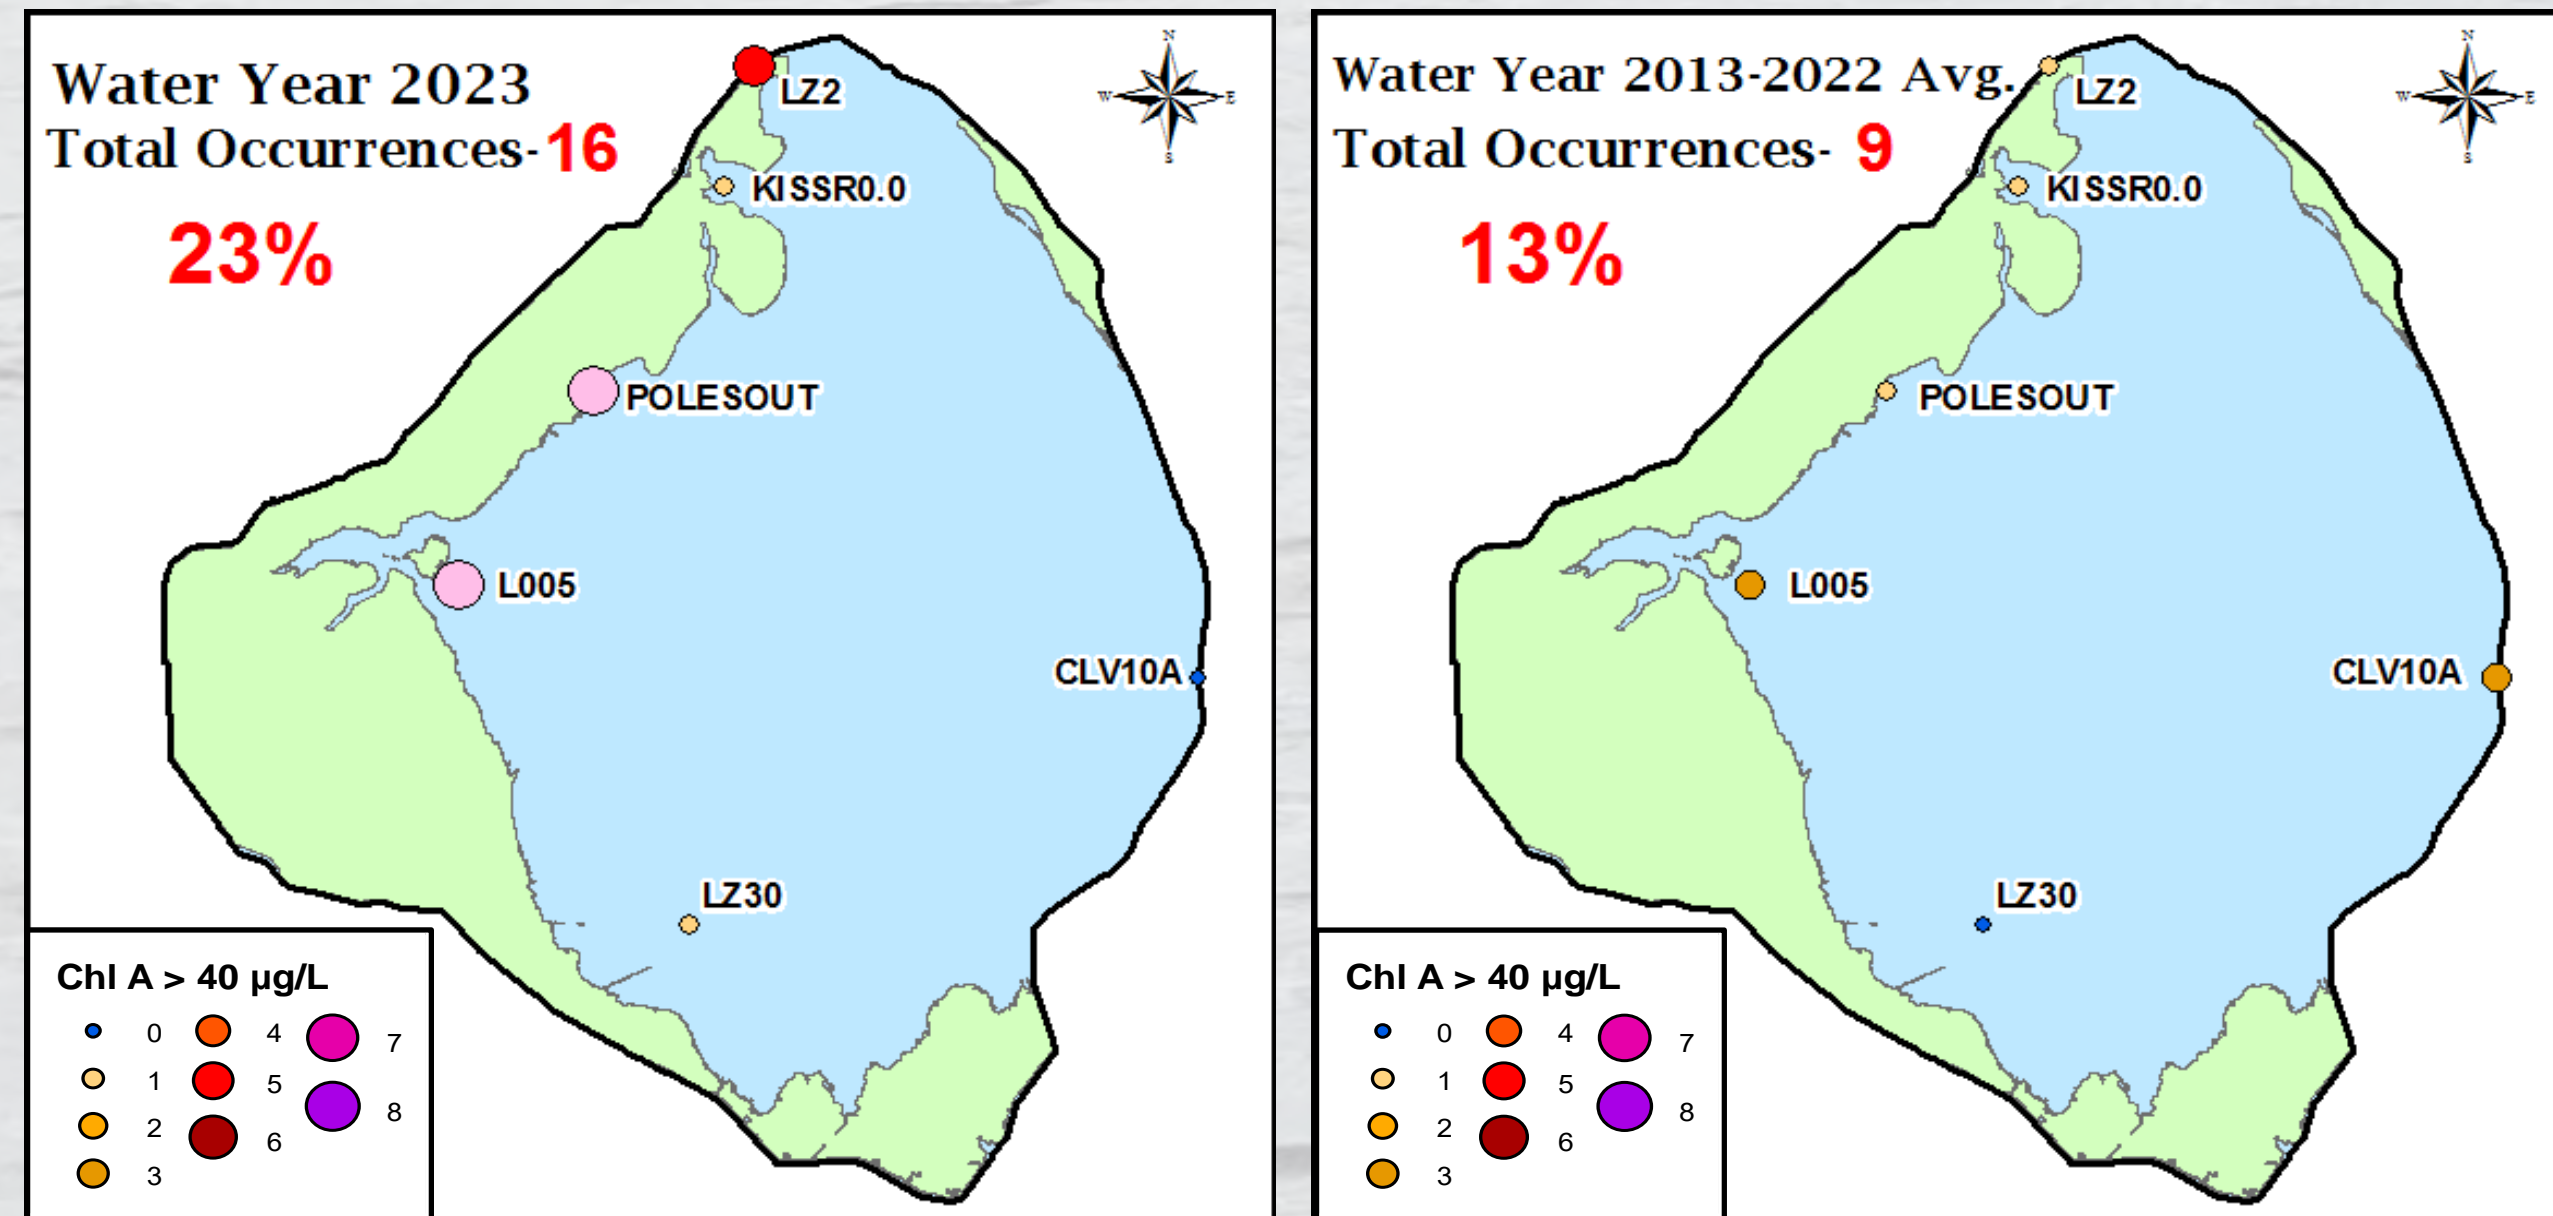 Water Year 2023
Total Occurrences-16
23%
N
W
E
S
LZ2
KISSR0.0
POLESOUT
L005
CLV10A
LZ30
Chl A > 40 µg/L
0 4 7
1 5 8
2 6
3
Water Year 2013-2022 Avg.
Total Occurrences- 9
13%
N
W
E
S
LZ2
KISSR0.0
POLESOUT
L005
CLV10A
LZ30
Chl A > 40 µg/L
0 4 7
1 5 8
2 6
3